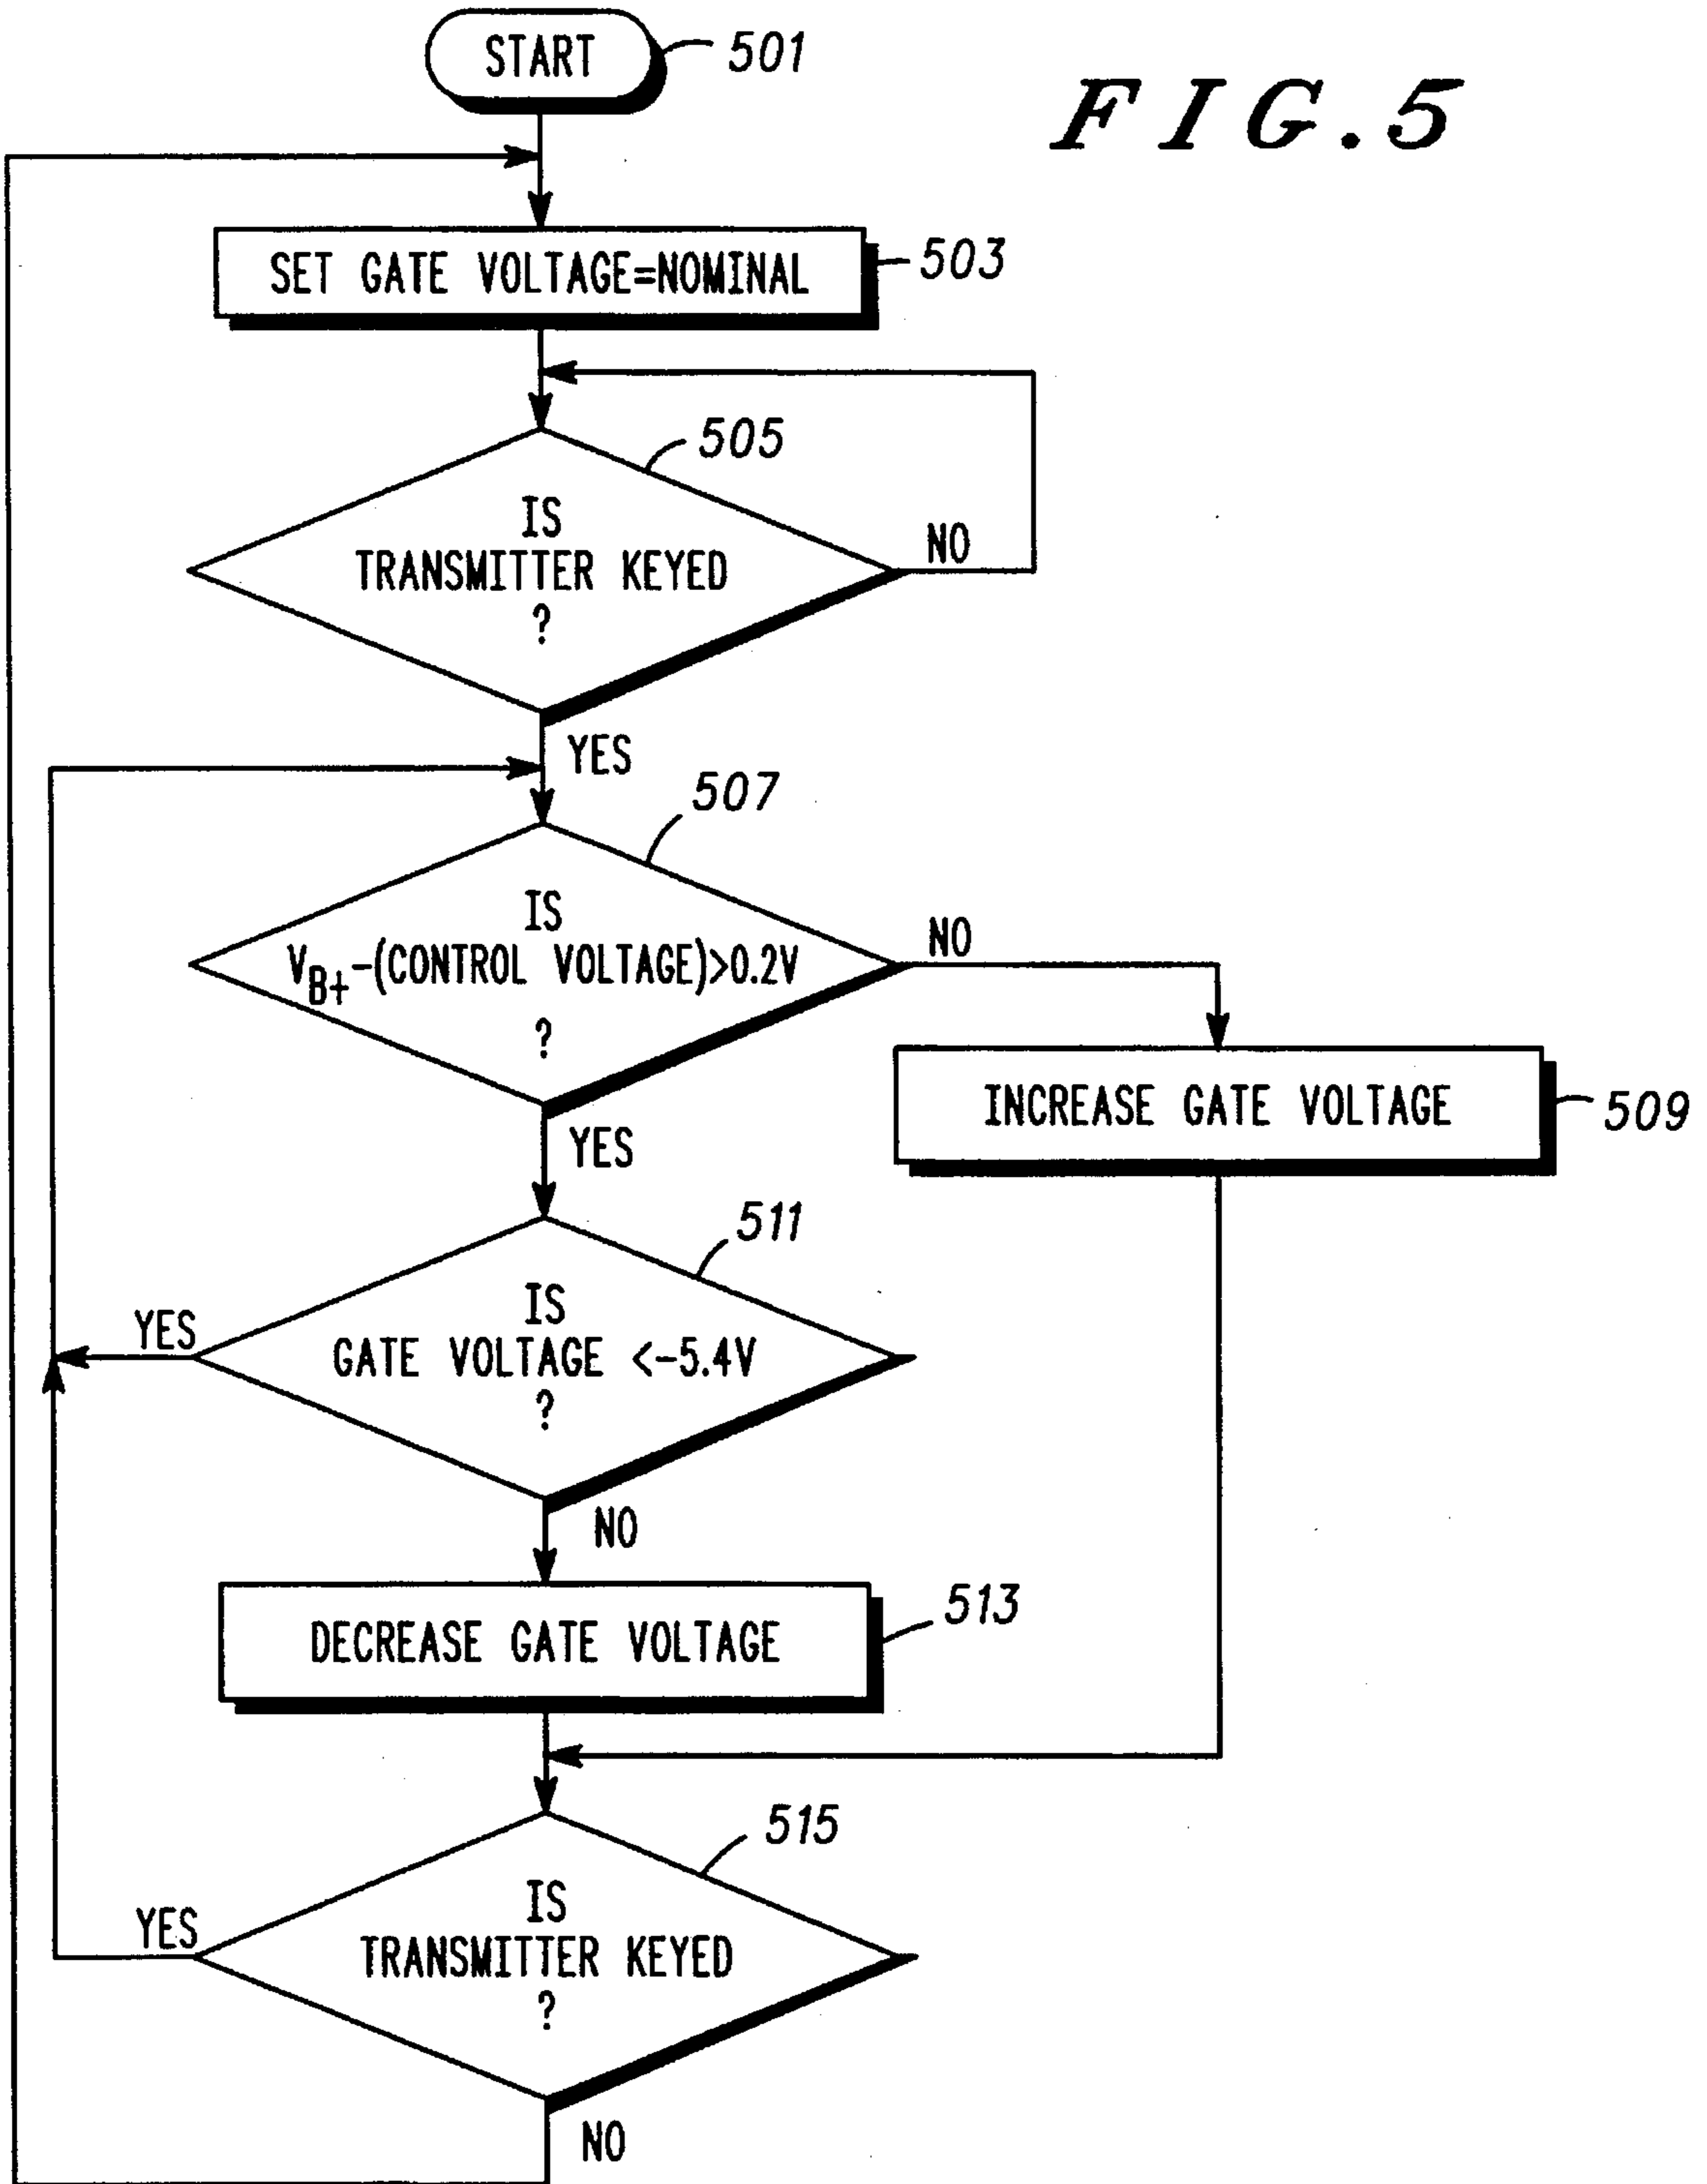 START
501
FIG.5
SET GATE VOLTAGE=NOMINAL
503
505
IS
TRANSMITTER KEYED
?
NO
YES
507
IS
VB+-(CONTROL VOLTAGE)>0.2V
?
NO
INCREASE GATE VOLTAGE
509
YES
511
IS
GATE VOLTAGE <-5.4V
?
YES
NO
DECREASE GATE VOLTAGE
513
515
IS
TRANSMITTER KEYED
?
YES
NO